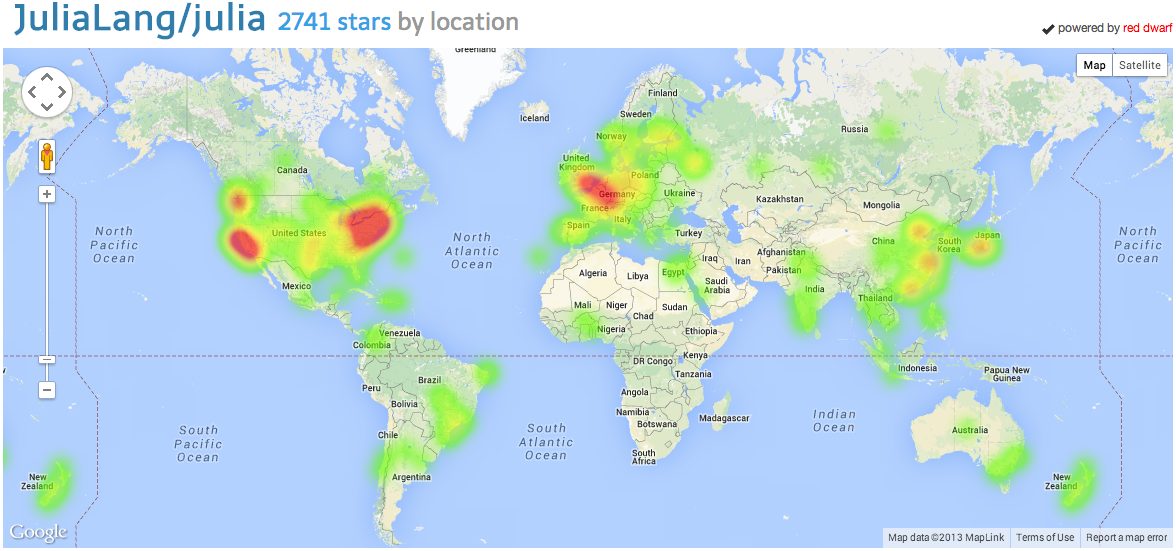 JuliaLang/julia 2741 stars by location
powered by red dwarf
Greenland
Map Satellite
Finland
Iceland
Sweden
Russia
Norway
United
Kingdom
Canada
Poland
Germany
Ukraine
Kazakhstan
Mongolia
France
Italy
Spain
United States
North
Pacific
Ocean
North
Atlantic
Ocean
Turkey
China
South
Korea
Japan
North
Pacific
Ocean
Iraq
Iran
Afghanistan
Pakistan
Algeria
Libya
Egypt
Saudi
Arabia
Mexico
India
Mali
Niger
Sudan
Chad
Thailand
Nigeria
Ethiopia
Venezuela
Colombia
DR Congo
Kenya
Tanzania
Indonesia
Papua New
Guinea
Peru
Brazil
Angola
Bolivia
Namibia
Botswana
Madagascar
Indian
Ocean
South
Pacific
Ocean
South
Atlantic
Ocean
Chile
Australia
South
Africa
Argentina
New
Zealand
New
Zealand
Google
Map data ©2013 MapLink Terms of Use Report a map error